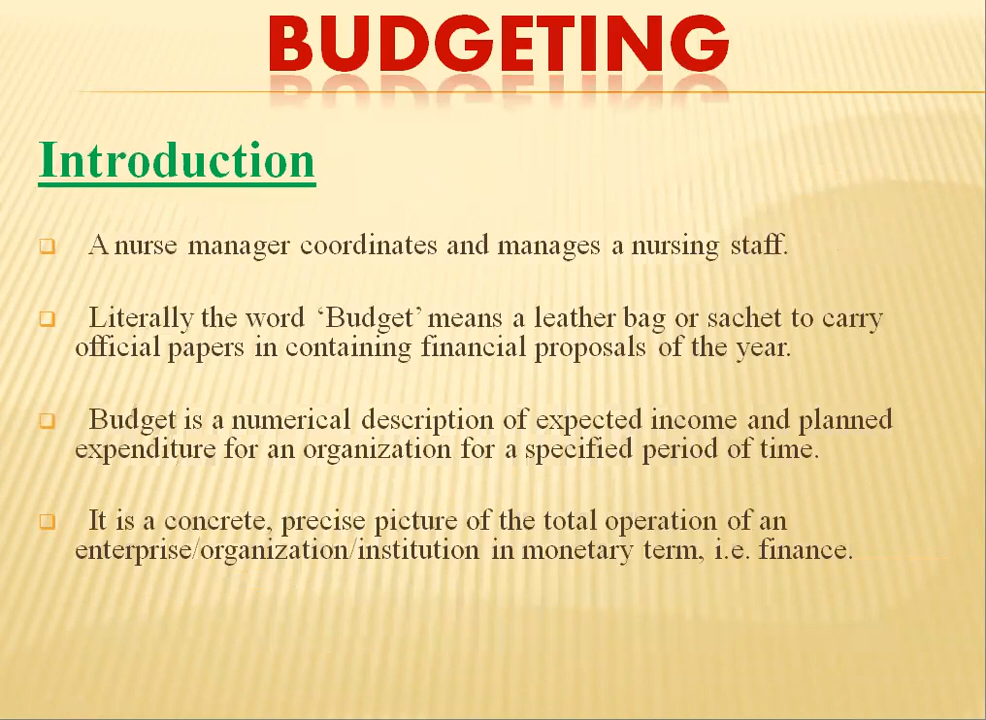 BUDGETING
Introduction
A nurse manager coordinates and manages a nursing staff.
Literally the word ‘Budget’ means a leather bag or sachet to carry
official papers in containing financial proposals of the year.
Budget is a numerical description of expected income and planned
expenditure for an organization for a specified period of time.
It is a concrete, precise picture of the total operation of an
enterprise/organization/institution in monetary term, i.e. finance.